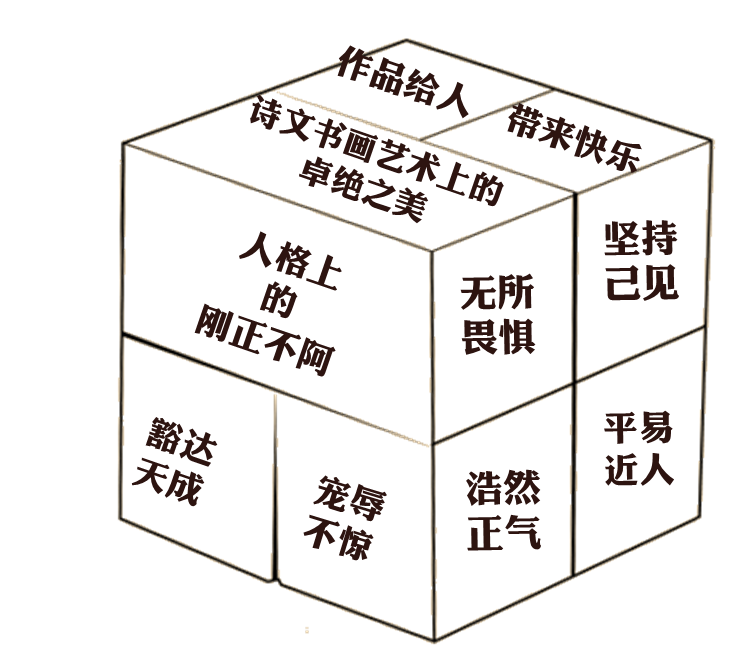 作品给人
带来快乐
诗文书画艺术上的
卓绝之美
人格上
的
刚正不阿
无所
畏惧
坚持
己见
豁达
天成
宠辱
不惊
浩然
正气
平易
近人